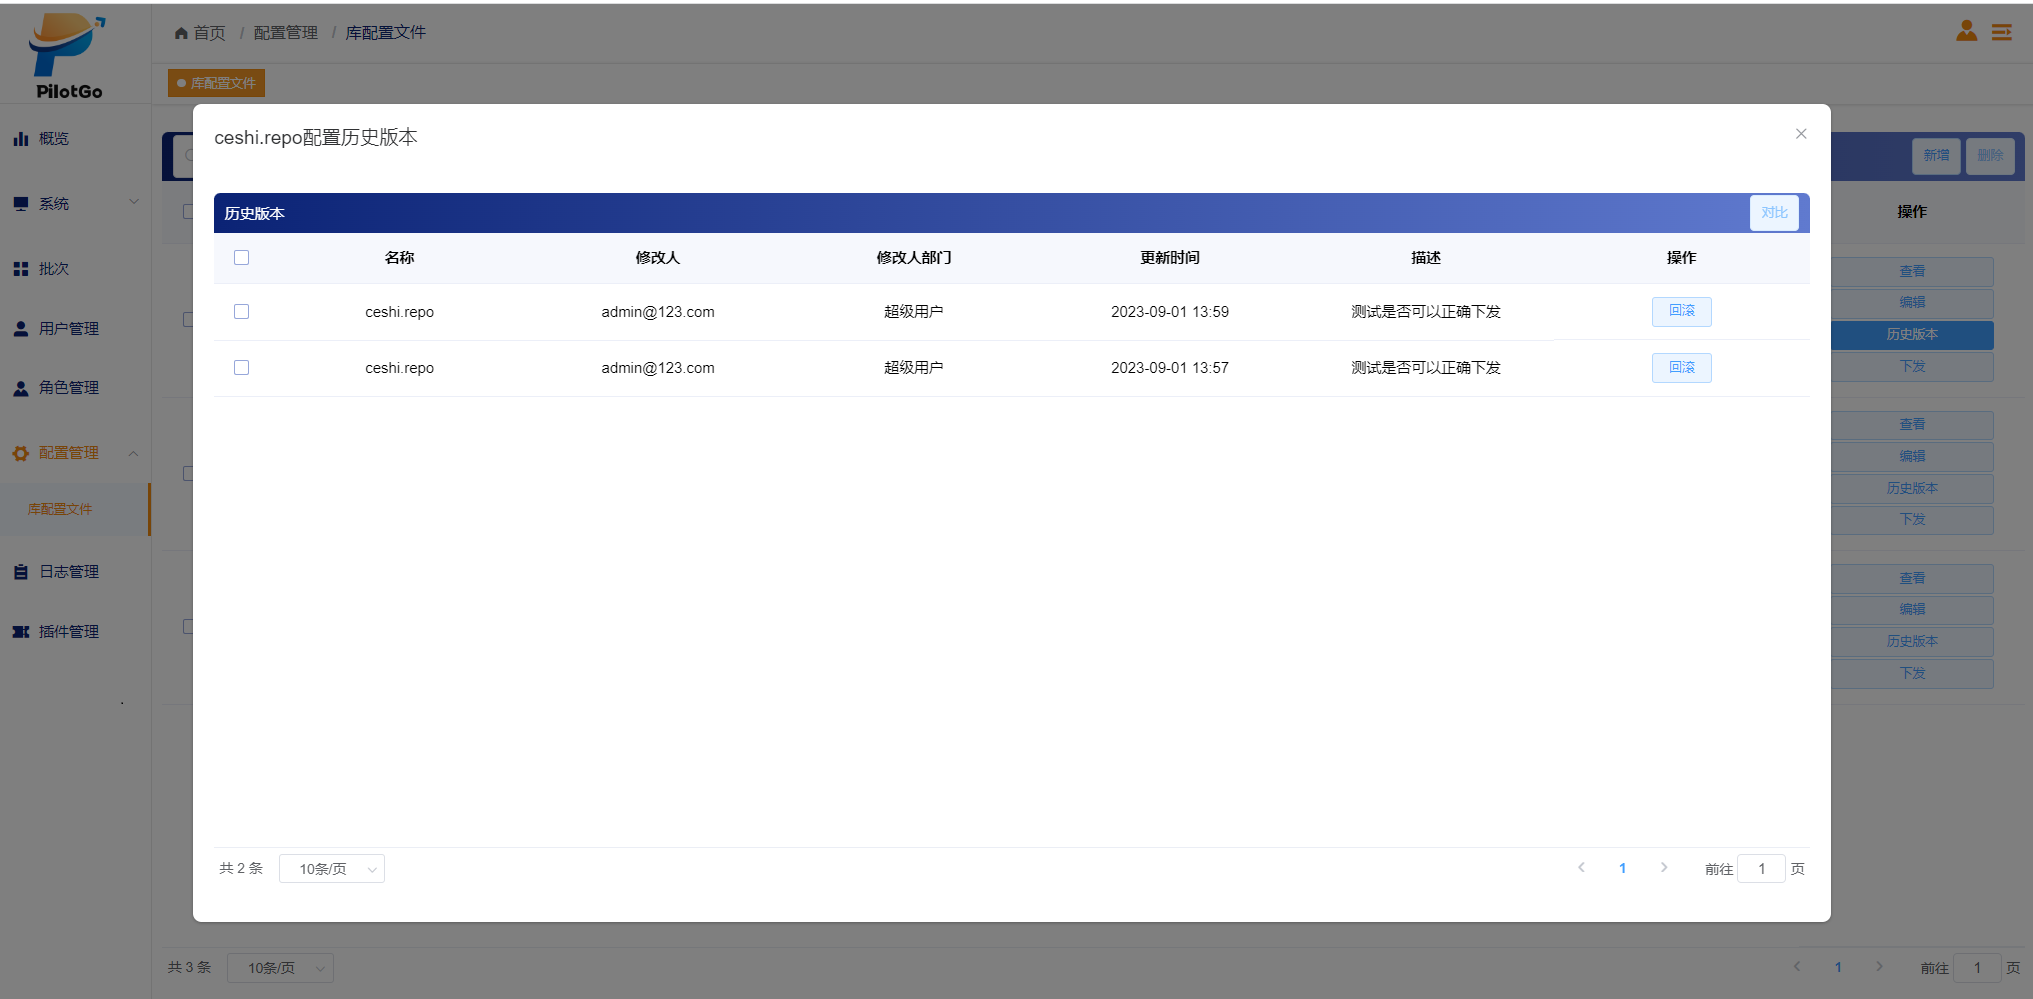 PilotGo
首页 / 配置管理 / 库配置文件
库配置文件
概览
系统
批次
用户管理
角色管理
配置管理
库配置文件
日志管理
插件管理
新增 删除
操作
查看
编辑
历史版本
下发
查看
编辑
历史版本
下发
查看
编辑
历史版本
下发
ceshi.repo配置历史版本
历史版本 对比
名称 修改人 修改人部门 更新时间 描述 操作
ceshi.repo admin@123.com 超级用户 2023-09-01 13:59 测试是否可以正确下发 回滚
ceshi.repo admin@123.com 超级用户 2023-09-01 13:57 测试是否可以正确下发 回滚
共 2 条 10条/页 1 前往 1 页
共 3 条 10条/页 1 前往 1 页